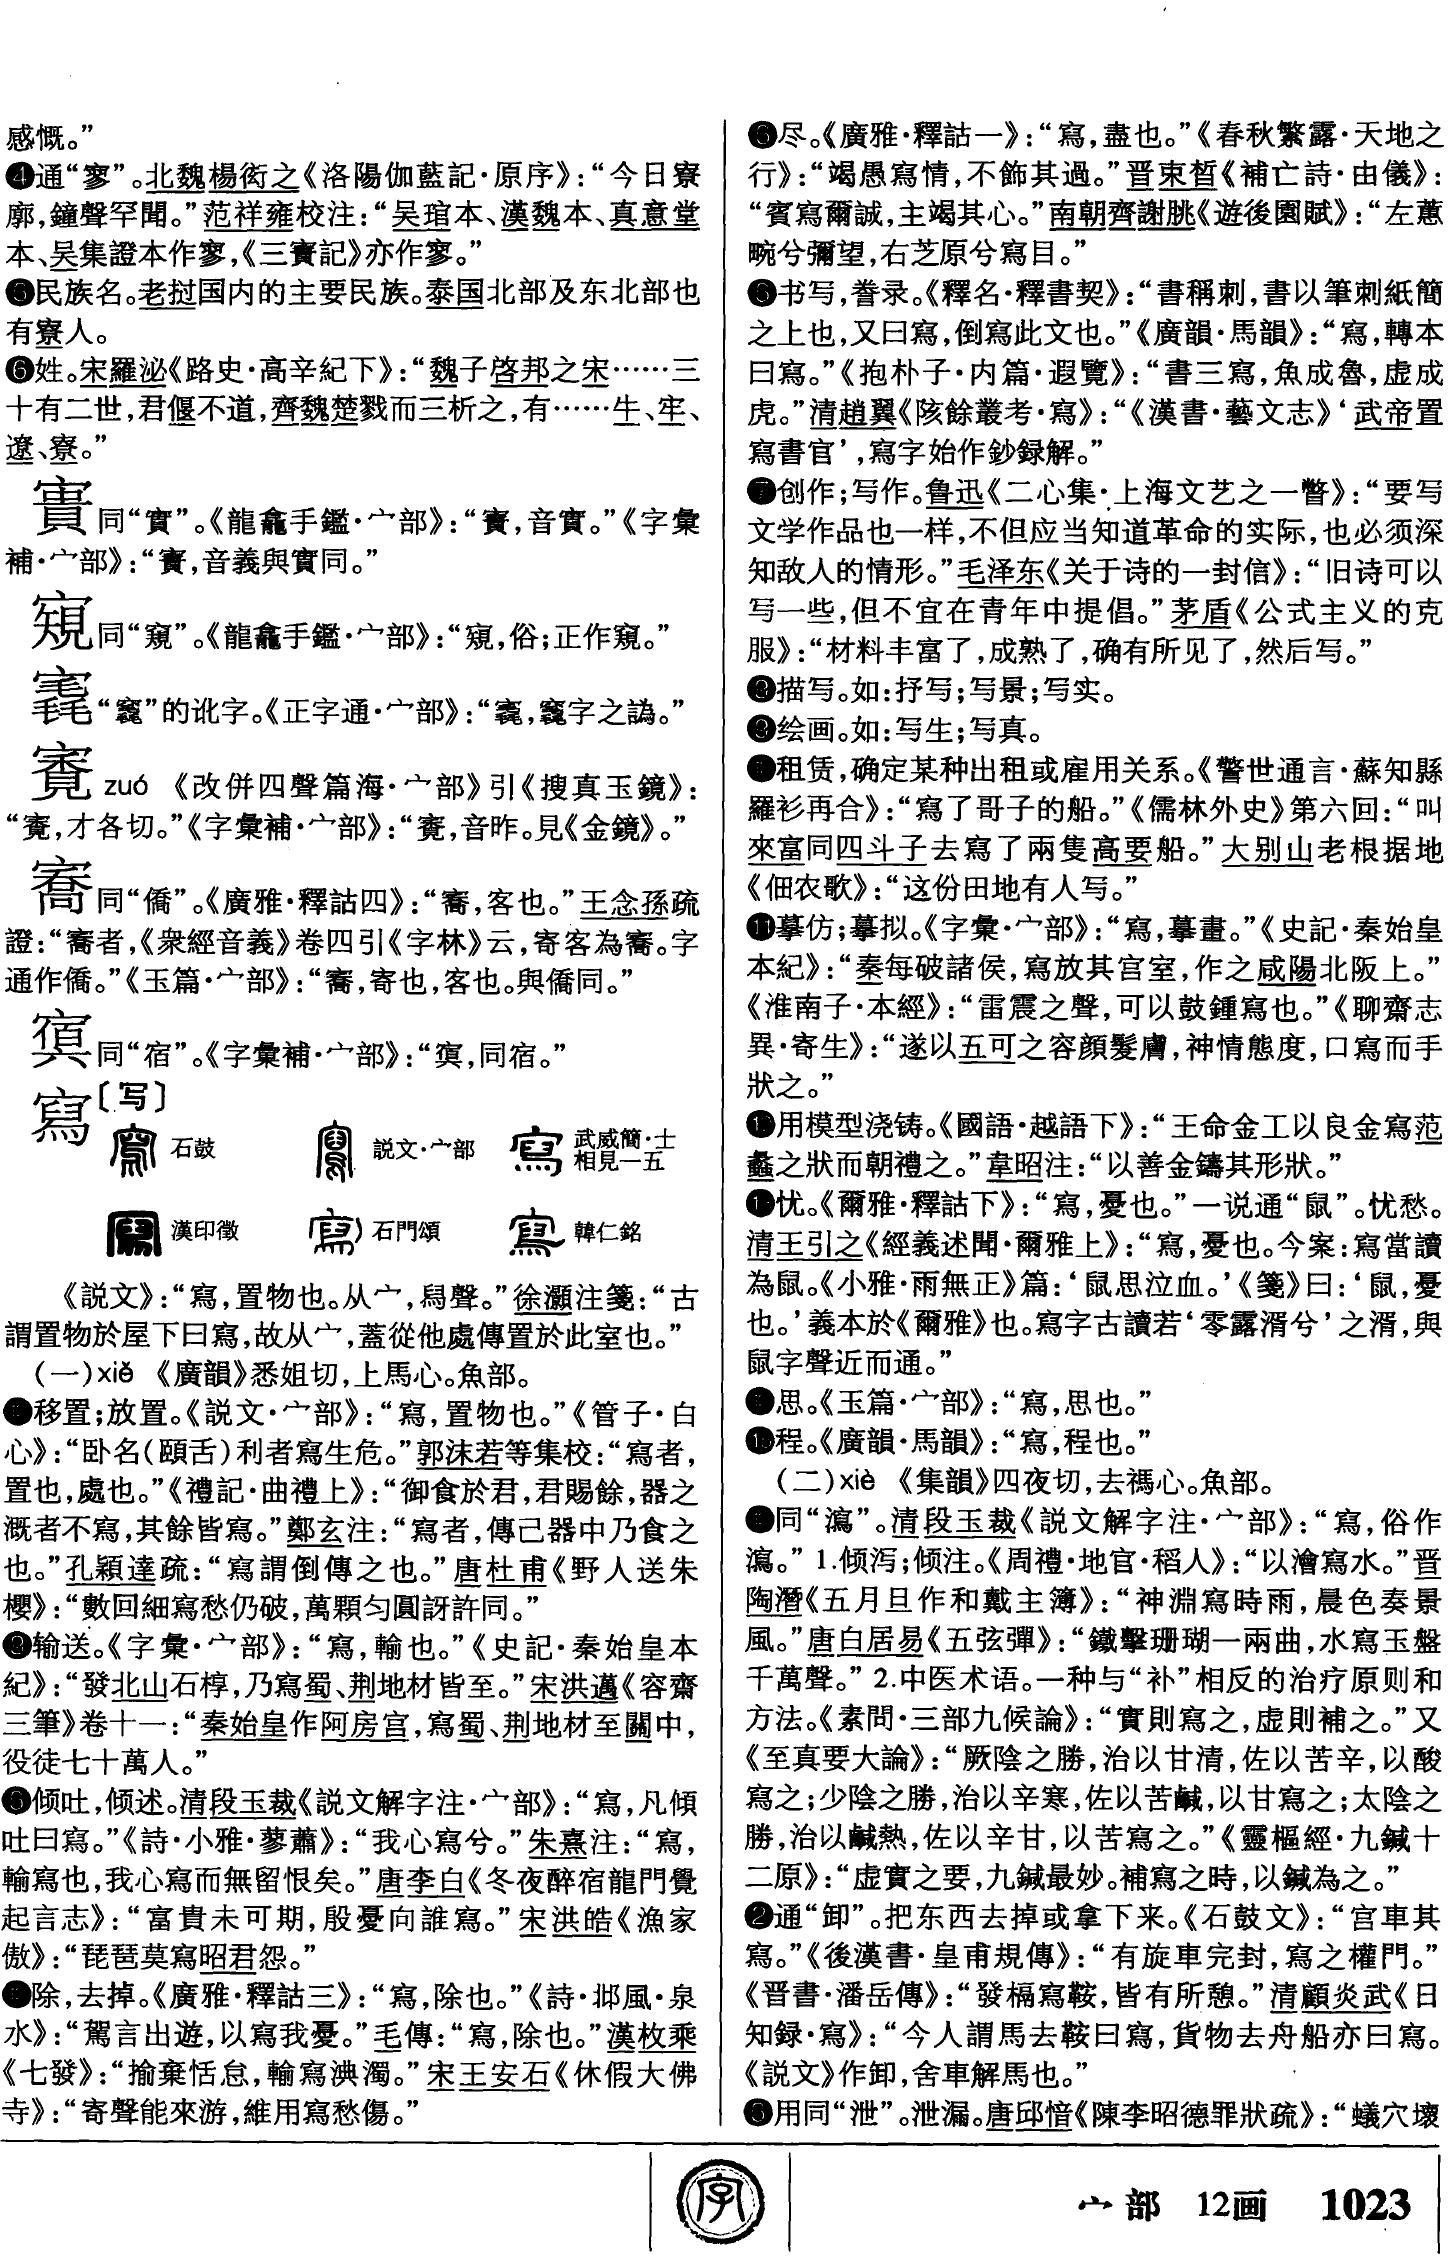 感慨。”
❹通“寥”。北魏楊衒之《洛陽伽藍記·原序》：“今日寮
廓，鐘聲罕聞。”范祥雍校注：“吴琯本、漢魏本、真意堂
本、吴集證本作寥，《三寶記》亦作寥。”
❺民族名。老挝国内的主要民族。泰国北部及东北部也
有寮人。
❻姓。宋羅泌《路史·高辛紀下》：“魏子啓邦之宋……三
十有二世，君偃不道，齊魏楚戮而三析之，有……牛、牢、
遼、寮。”
同“實”。《龍龕手鑑·宀部》：“ ，音實。”《字彙
補·宀部》：“ ，音義與實同。”
同“窺”。《龍龕手鑑·宀部》：“ ，俗；正作窺。”
“竁”的讹字。《正字通·宀部》：“ ，竁字之譌。”
zuó 《改併四聲篇海·宀部》引《搜真玉鏡》：
“ ，才各切。”《字彙補·宀部》：“ ，音昨。見《金鏡》。”
寯同“僑”。《廣雅·釋詁四》：“ ，客也。”王念孫疏
證：“ 者，《衆經音義》卷四引《字林》云，寄客為 。字
通作僑。”《玉篇·宀部》：“ ，寄也，客也。與僑同。”
同“宿”。《字彙補·宀部》：“ ，同宿。”
寫〔写〕
石鼓 説文·宀部 武威簡·士相見一五
漢印徵 石門頌 韓仁銘
《説文》：“寫，置物也。从宀，舄聲。”徐灝注箋：“古
謂置物於屋下曰寫，故从宀，蓋從他處傳置於此室也。”
（一）xiě 《廣韻》悉姐切，上馬心。魚部。
❶移置；放置。《説文·宀部》：“寫，置物也。”《管子·白
心》：“卧名（頤舌）利者寫生危。”郭沫若等集校：“寫者，
置也，處也。”《禮記·曲禮上》：“御食於君，君賜餘，器之
溉者不寫，其餘皆寫。”鄭玄注：“寫者，傳己器中乃食之
也。”孔穎達疏：“寫謂倒傳之也。”唐杜甫《野人送朱
櫻》：“數回細寫愁仍破，萬顆匀圓訝許同。”
❷输送。《字彙·宀部》：“寫，輸也。”《史記·秦始皇本
紀》：“發北山石椁，乃寫蜀、荆地材皆至。”宋洪邁《容齋
三筆》卷十一：“秦始皇作阿房宫，寫蜀、荆地材至關中，
役徒七十萬人。”
❸倾吐，倾述。清段玉裁《説文解字注·宀部》：“寫，凡傾
吐曰寫。”《詩·小雅·蓼蕭》：“我心寫兮。”朱熹注：“寫，
輸寫也，我心寫而無留恨矣。”唐李白《冬夜醉宿龍門覺
起言志》：“富貴未可期，殷憂向誰寫。”宋洪皓《漁家
傲》：“琵琶莫寫昭君怨。”
❹除，去掉。《廣雅·釋詁三》：“寫，除也。”《詩·邶風·泉
水》：“駕言出遊，以寫我憂。”毛傳：“寫，除也。”漢枚乘
《七發》：“揄棄恬怠，輸寫淟濁。”宋王安石《休假大佛
寺》：“寄聲能來游，維用寫愁傷。”
❺尽。《廣雅·釋詁一》：“寫，盡也。”《春秋繁露·天地之
行》：“竭愚寫情，不飾其過。”晋束晳《補亡詩·由儀》：
“賓寫爾誠，主竭其心。”南朝齊謝朓《遊後園賦》：“左蕙
畹兮彌望，右芝原兮寫目。”
❻书写，誊录。《釋名·釋書契》：“書稱刺，書以筆刺紙簡
之上也，又曰寫，倒寫此文也。”《廣韻·馬韻》：“寫，轉本
曰寫。”《抱朴子·内篇·遐覽》：“書三寫，魚成魯，虚成
虎。”清趙翼《陔餘叢考·寫》：“《漢書·藝文志》‘武帝置
寫書官’，寫字始作鈔録解。”
❼创作；写作。鲁迅《二心集·上海文艺之一瞥》：“要写
文学作品也一样，不但应当知道革命的实际，也必须深
知敌人的情形。”毛泽东《关于诗的一封信》：“旧诗可以
写一些，但不宜在青年中提倡。”茅盾《公式主义的克
服》：“材料丰富了，成熟了，确有所见了，然后写。”
❽描写。如：抒写；写景；写实。
❾绘画。如：写生；写真。
❿租赁，确定某种出租或雇用关系。《警世通言·蘇知縣
羅衫再合》：“寫了哥子的船。”《儒林外史》第六回：“叫
來富同四斗子去寫了兩隻高要船。”大别山老根据地
《佃农歌》：“这份田地有人写。”
⓫摹仿；摹拟。《字彙·宀部》：“寫，摹畫。”《史記·秦始皇
本紀》：“秦每破諸侯，寫放其宫室，作之咸陽北阪上。”
《淮南子·本經》：“雷震之聲，可以鼓鍾寫也。”《聊齋志
異·寄生》：“遂以五可之容顔髮膚，神情態度，口寫而手
狀之。”
⓬用模型浇铸。《國語·越語下》：“王命金工以良金寫范
蠡之狀而朝禮之。”韋昭注：“以善金鑄其形狀。”
⓭忧。《爾雅·釋詁下》：“寫，憂也。”一说通“鼠”。忧愁。
清王引之《經義述聞·爾雅上》：“寫，憂也。今案：寫當讀
為鼠。《小雅·雨無正》篇：‘鼠思泣血。’《箋》曰：‘鼠，憂
也。’義本於《爾雅》也。寫字古讀若‘零露湑兮’之湑，與
鼠字聲近而通。”
⓮思。《玉篇·宀部》：“寫，思也。”
⓯程。《廣韻·馬韻》：“寫，程也。”
（二）xiè 《集韻》四夜切，去禡心。魚部。
❶同“瀉”。清段玉裁《説文解字注·宀部》：“寫，俗作
瀉。”1.倾泻；倾注。《周禮·地官·稻人》：“以澮寫水。”晋
陶潛《五月旦作和戴主簿》：“神淵寫時雨，晨色奏景
風。”唐白居易《五弦彈》：“鐵擊珊瑚一兩曲，水寫玉盤
千萬聲。”2.中医术语。一种与“补”相反的治疗原则和
方法。《素問·三部九候論》：“實則寫之，虚則補之。”又
《至真要大論》：“厥陰之勝，治以甘清，佐以苦辛，以酸
寫之；少陰之勝，治以辛寒，佐以苦鹹，以甘寫之；太陰之
勝，治以鹹熱，佐以辛甘，以苦寫之。”《靈樞經·九鍼十
二原》：“虚實之要，九鍼最妙。補寫之時，以鍼為之。”
❷通“卸”。把东西去掉或拿下来。《石鼓文》：“宫車其
寫。”《後漢書·皇甫規傳》：“有旋車完封，寫之權門。”
《晋書·潘岳傳》：“發槅寫鞍，皆有所憩。”清顧炎武《日
知録·寫》：“今人謂馬去鞍曰寫，貨物去舟船亦曰寫。
《説文》作卸，舍車解馬也。”
❸用同“泄”。泄漏。唐邱愔《陳李昭德罪狀疏》：“蟻穴壞
字
宀部 12画 1023